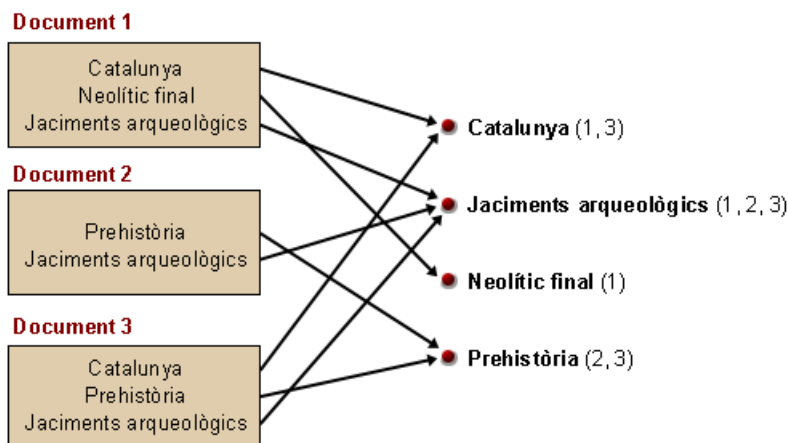 Document 1
Catalunya
Neolític final
Jaciments arqueològics
Document 2
Prehistòria
Jaciments arqueològics
Document 3
Catalunya
Prehistòria
Jaciments arqueològics
Catalunya (1, 3)
Jaciments arqueològics (1, 2, 3)
Neolític final (1)
Prehistòria (2, 3)